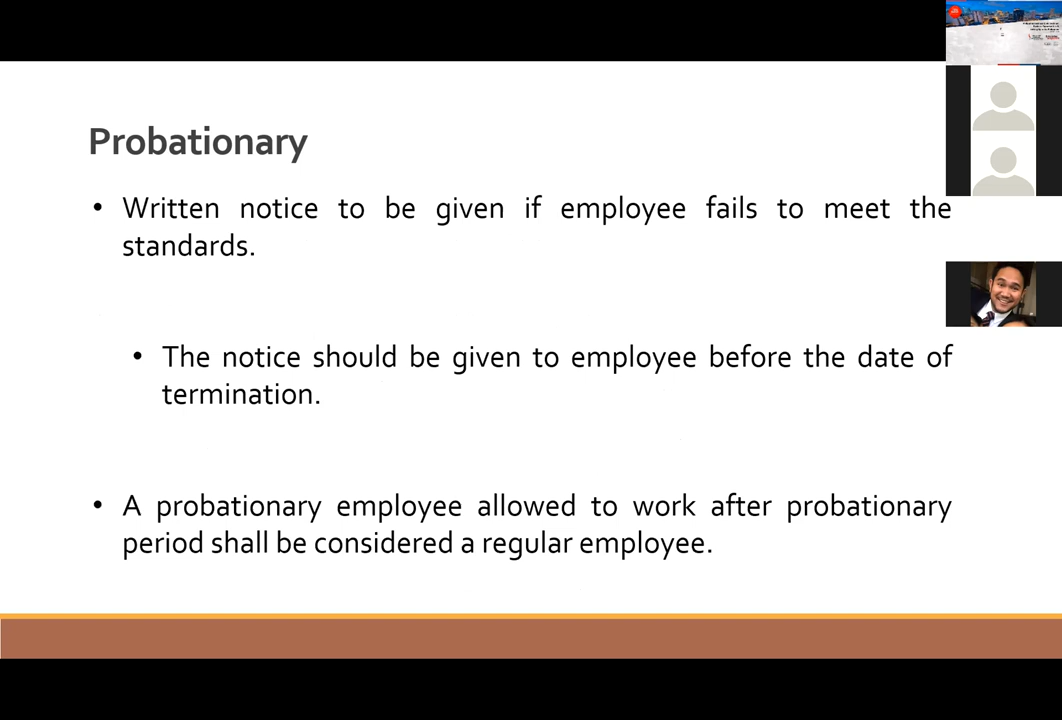 Probationary
• Written notice to be given if employee fails to meet the
standards.
• The notice should be given to employee before the date of
termination.
• A probationary employee allowed to work after probationary
period shall be considered a regular employee.